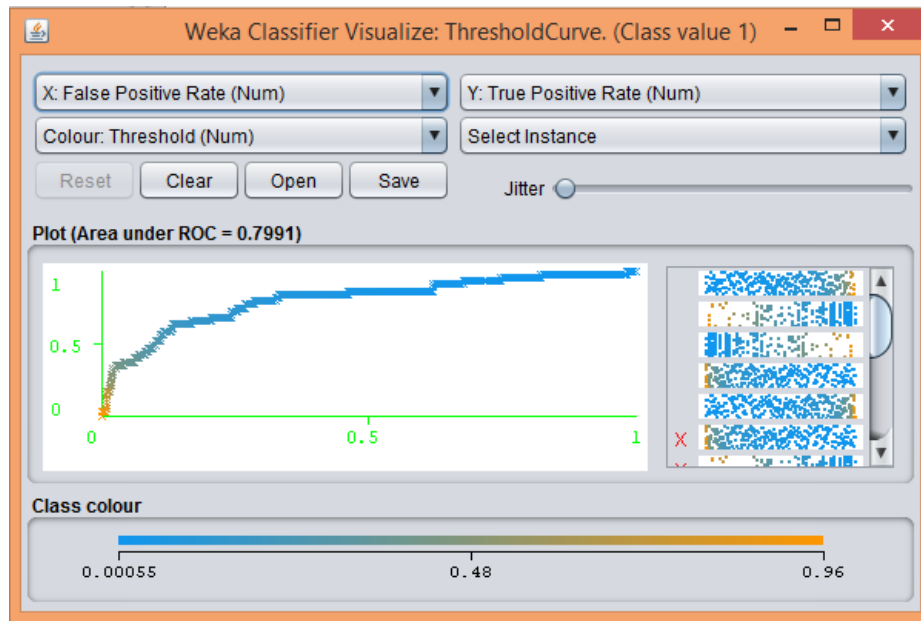 Weka Classifier Visualize: ThresholdCurve. (Class value 1)
X: False Positive Rate (Num)
Y: True Positive Rate (Num)
Colour: Threshold (Num)
Select Instance
Reset
Clear
Open
Save
Jitter
Plot (Area under ROC = 0.7991)
1
0.5
0
0
0.5
1
X
Class colour
0.00055
0.48
0.96